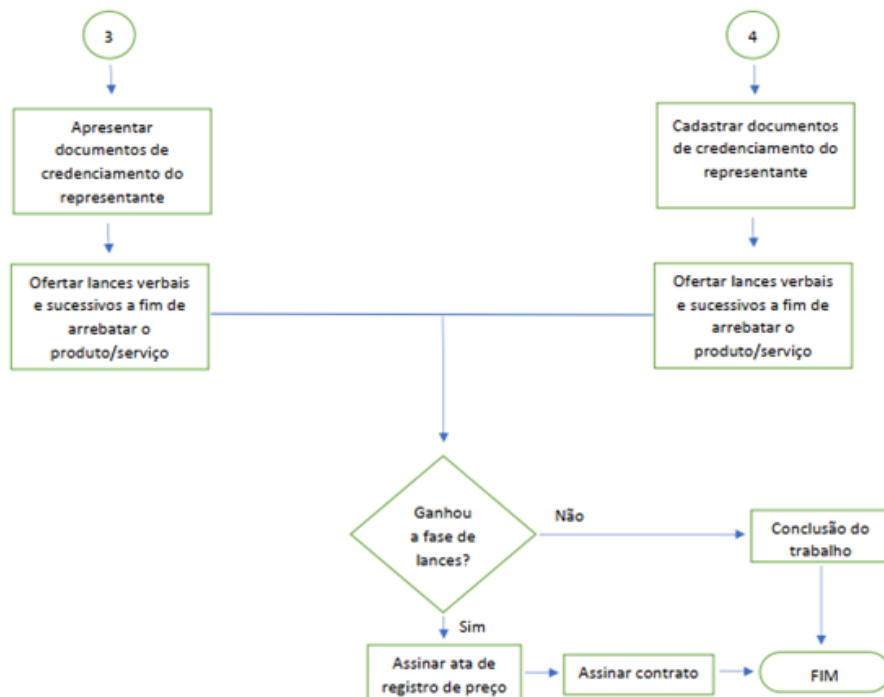 3
4
Apresentar
documentos de
credenciamento do
representante
Cadastrar documentos
de credenciamento do
representante
Ofertar lances verbais
e sucessivos a fim de
arrebatar o
produto/serviço
Ofertar lances verbais
e sucessivos a fim de
arrebatar o
produto/serviço
Ganhou
a fase de
lances?
Não
Conclusão do
trabalho
Sim
Assinar ata de
registro de preço
Assinar contrato
FIM